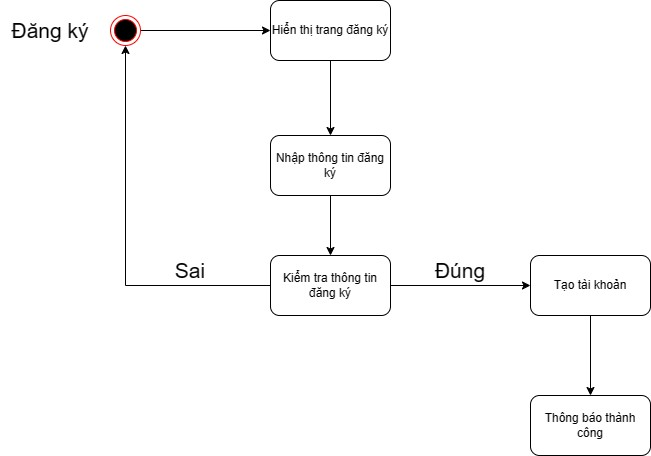 Đăng ký
Hiển thị trang đăng ký
Nhập thông tin đăng
ký
Sai
Kiểm tra thông tin
đăng ký
Đúng
Tạo tài khoản
Thông báo thành
công